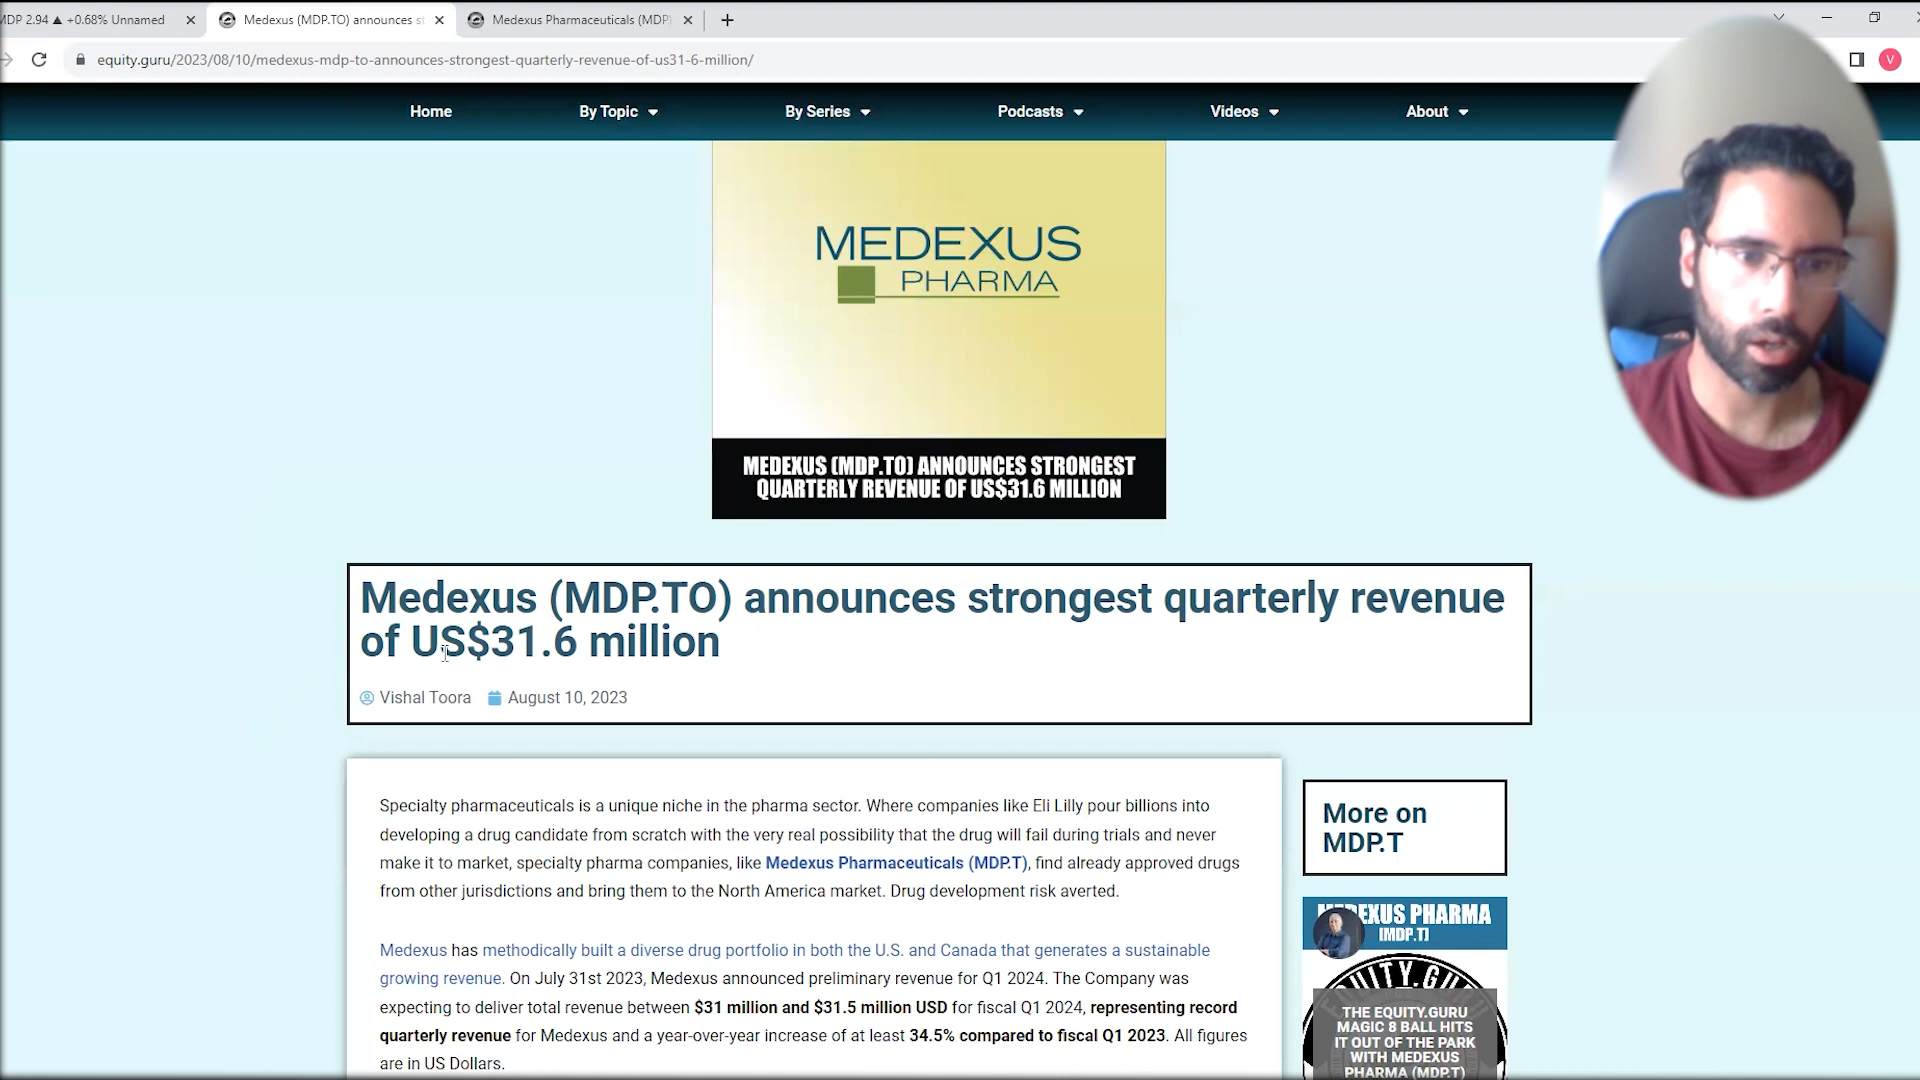 MDP 2.94 ▲ +0.68% Unnamed
Medexus (MDP.TO) announces st
Medexus Pharmaceuticals (MDP
equity.guru/2023/08/10/medexus-mdp-to-announces-strongest-quarterly-revenue-of-us31-6-million/
V
Home By Topic By Series Podcasts Videos About
MEDEXUS
PHARMA
MEDEXUS (MDP.TO) ANNOUNCES STRONGEST
QUARTERLY REVENUE OF US$31.6 MILLION
Medexus (MDP.TO) announces strongest quarterly revenue
of US$31.6 million
Vishal Toora August 10, 2023
Specialty pharmaceuticals is a unique niche in the pharma sector. Where companies like Eli Lilly pour billions into
developing a drug candidate from scratch with the very real possibility that the drug will fail during trials and never
make it to market, specialty pharma companies, like Medexus Pharmaceuticals (MDP.T), find already approved drugs
from other jurisdictions and bring them to the North America market. Drug development risk averted.
Medexus has methodically built a diverse drug portfolio in both the U.S. and Canada that generates a sustainable
growing revenue. On July 31st 2023, Medexus announced preliminary revenue for Q1 2024. The Company was
expecting to deliver total revenue between $31 million and $31.5 million USD for fiscal Q1 2024, representing record
quarterly revenue for Medexus and a year-over-year increase of at least 34.5% compared to fiscal Q1 2023. All figures
are in US Dollars.
More on
MDP.T
EXUS PHARMA
[MDP.T]
EQUITY.GU
THE EQUITY.GURU
MAGIC 8 BALL HITS
IT OUT OF THE PARK
WITH MEDEXUS
PHARMA (MDP.T)